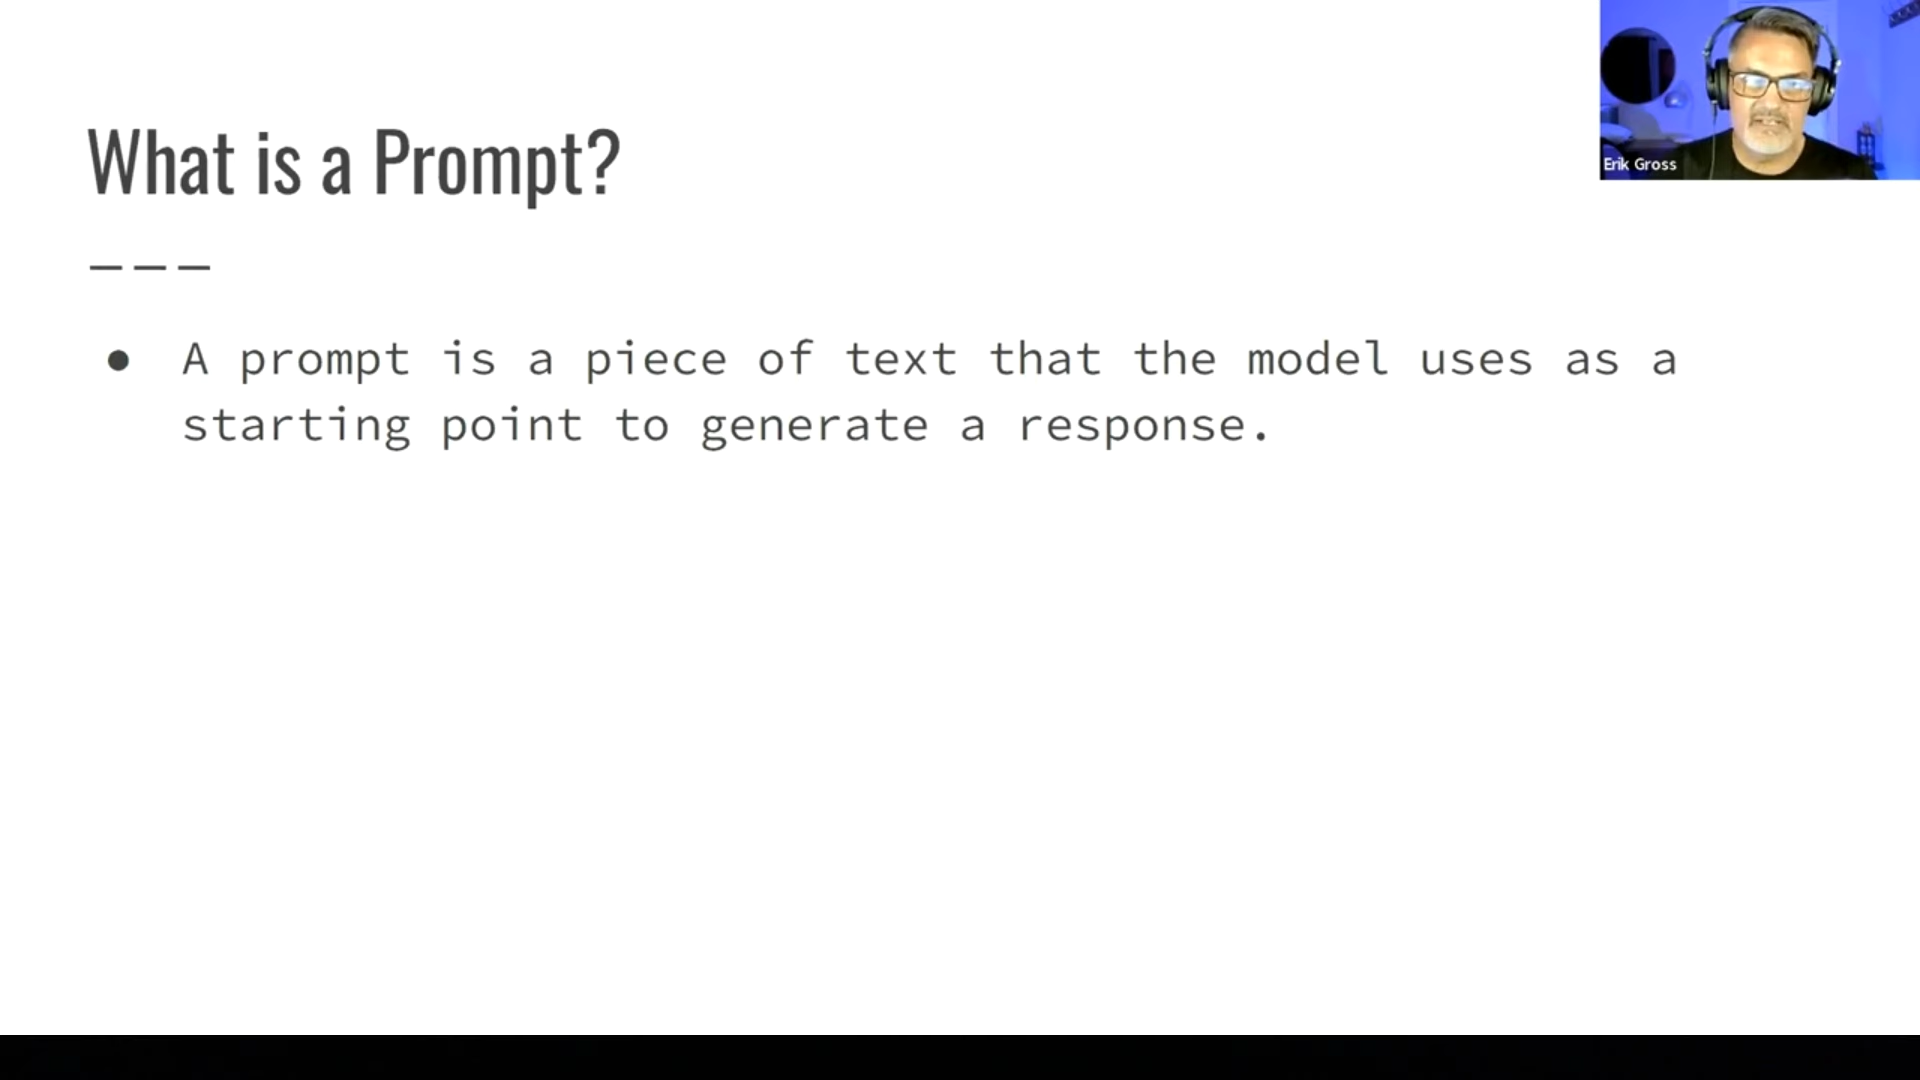 What is a Prompt?
● A prompt is a piece of text that the model uses as a
starting point to generate a response.
Erik Gross